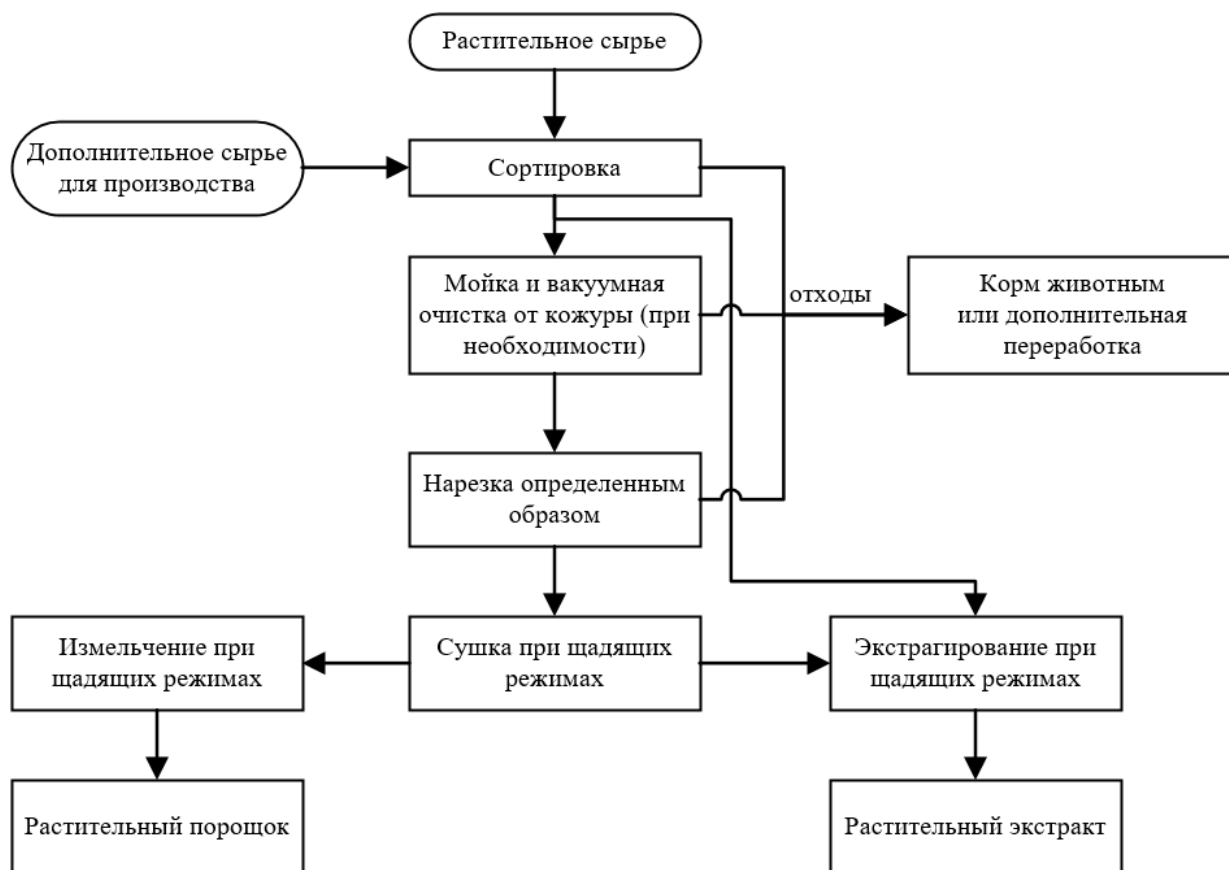 Растительное сырье
Дополнительное сырье
для производства
Сортировка
Мойка и вакуумная
очистка от кожуры (при
необходимости)
отходы
Корм животным
или дополнительная
переработка
Нарезка определенным
образом
Измельчение при
щадящих режимах
Сушка при щадящих
режимах
Экстрагирование при
щадящих режимах
Растительный порощок
Растительный экстракт